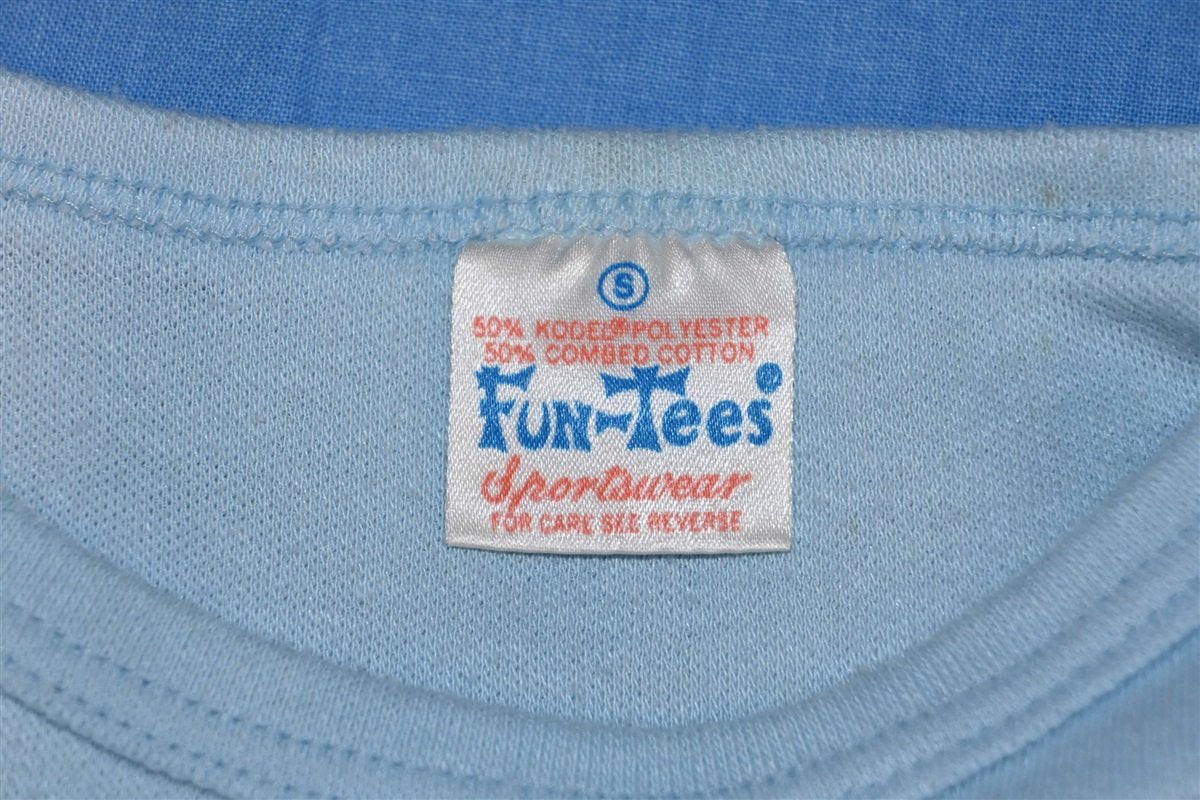 S
50% KODEL® POLYESTER
50% COMBED COTTON
FUN-Tees®
Sportswear
FOR CARE SEE REVERSE